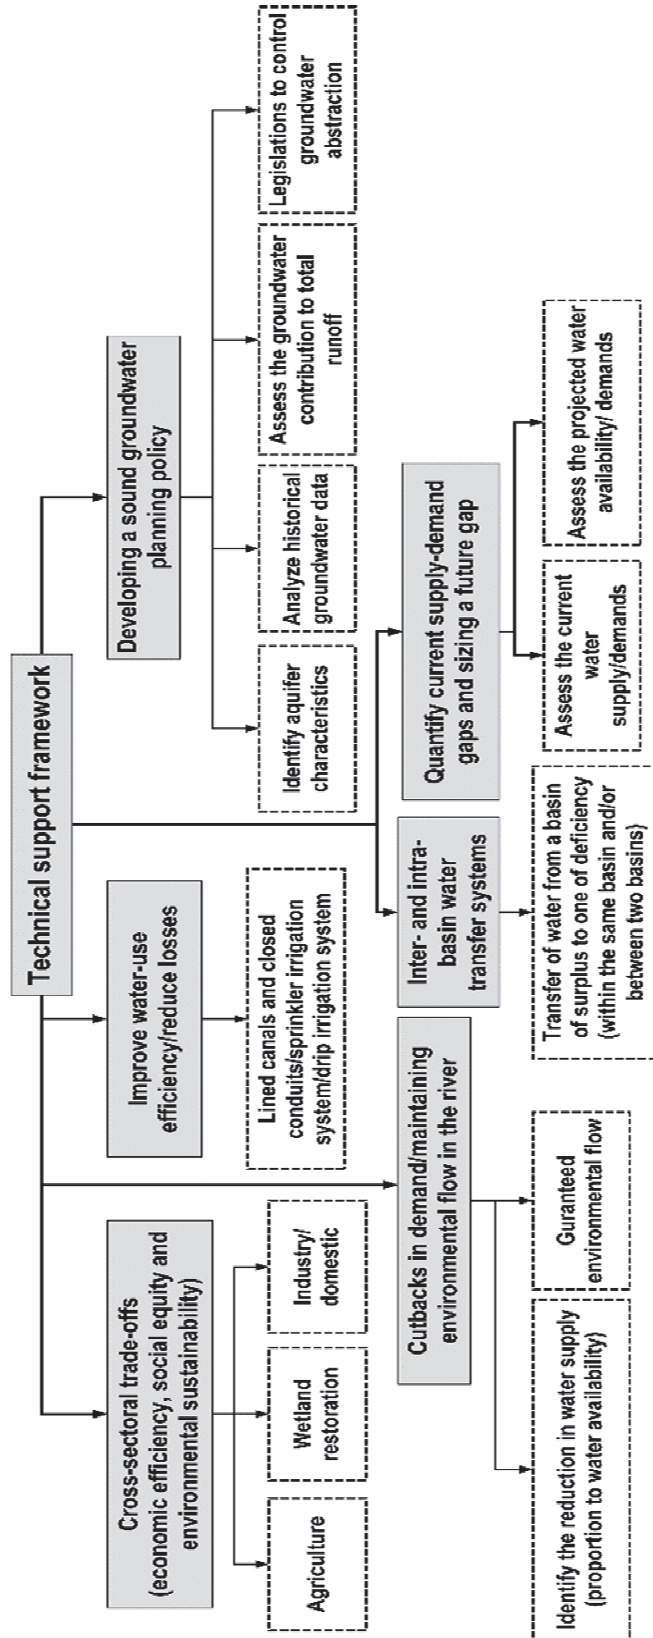 Technical support framework
Cross-sectoral trade-offs
(economic efficiency, social equity and
environmental sustainability)
Improve water-use
efficiency/reduce losses
Developing a sound groundwater
planning policy
Agriculture
Wetland
restoration
Industry/
domestic
Lined canals and closed
conduits/sprinkler irrigation
system/drip irrigation system
Identify aquifer
characteristics
Analyze historical
groundwater data
Assess the groundwater
contribution to total
runoff
Legislations to control
groundwater
abstraction
Cutbacks in demand/maintaining
environmental flow in the river
Inter- and intra-
basin water
transfer systems
Quantify current supply-demand
gaps and sizing a future gap
Identify the reduction in water supply
(proportion to water availability)
Guranteed
environmental flow
Transfer of water from a basin
of surplus to one of deficiency
(within the same basin and/or
between two basins)
Assess the current
water
supply/demands
Assess the projected water
availability/ demands